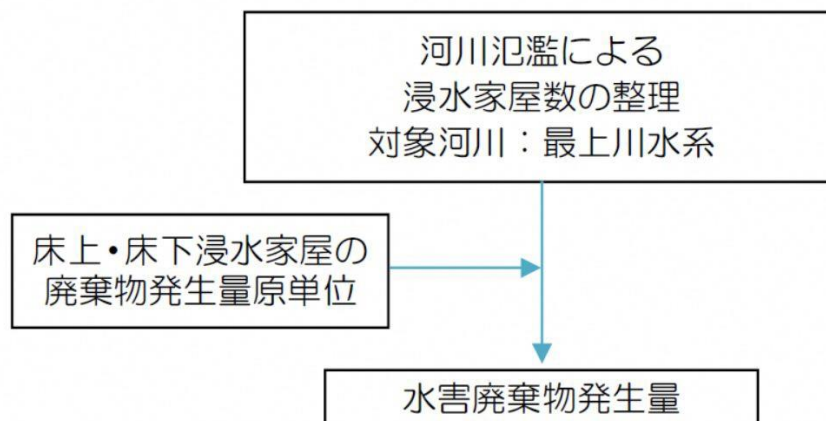 河川氾濫による
浸水家屋数の整理
対象河川：最上川水系
床上・床下浸水家屋の
廃棄物発生量原単位
水害廃棄物発生量